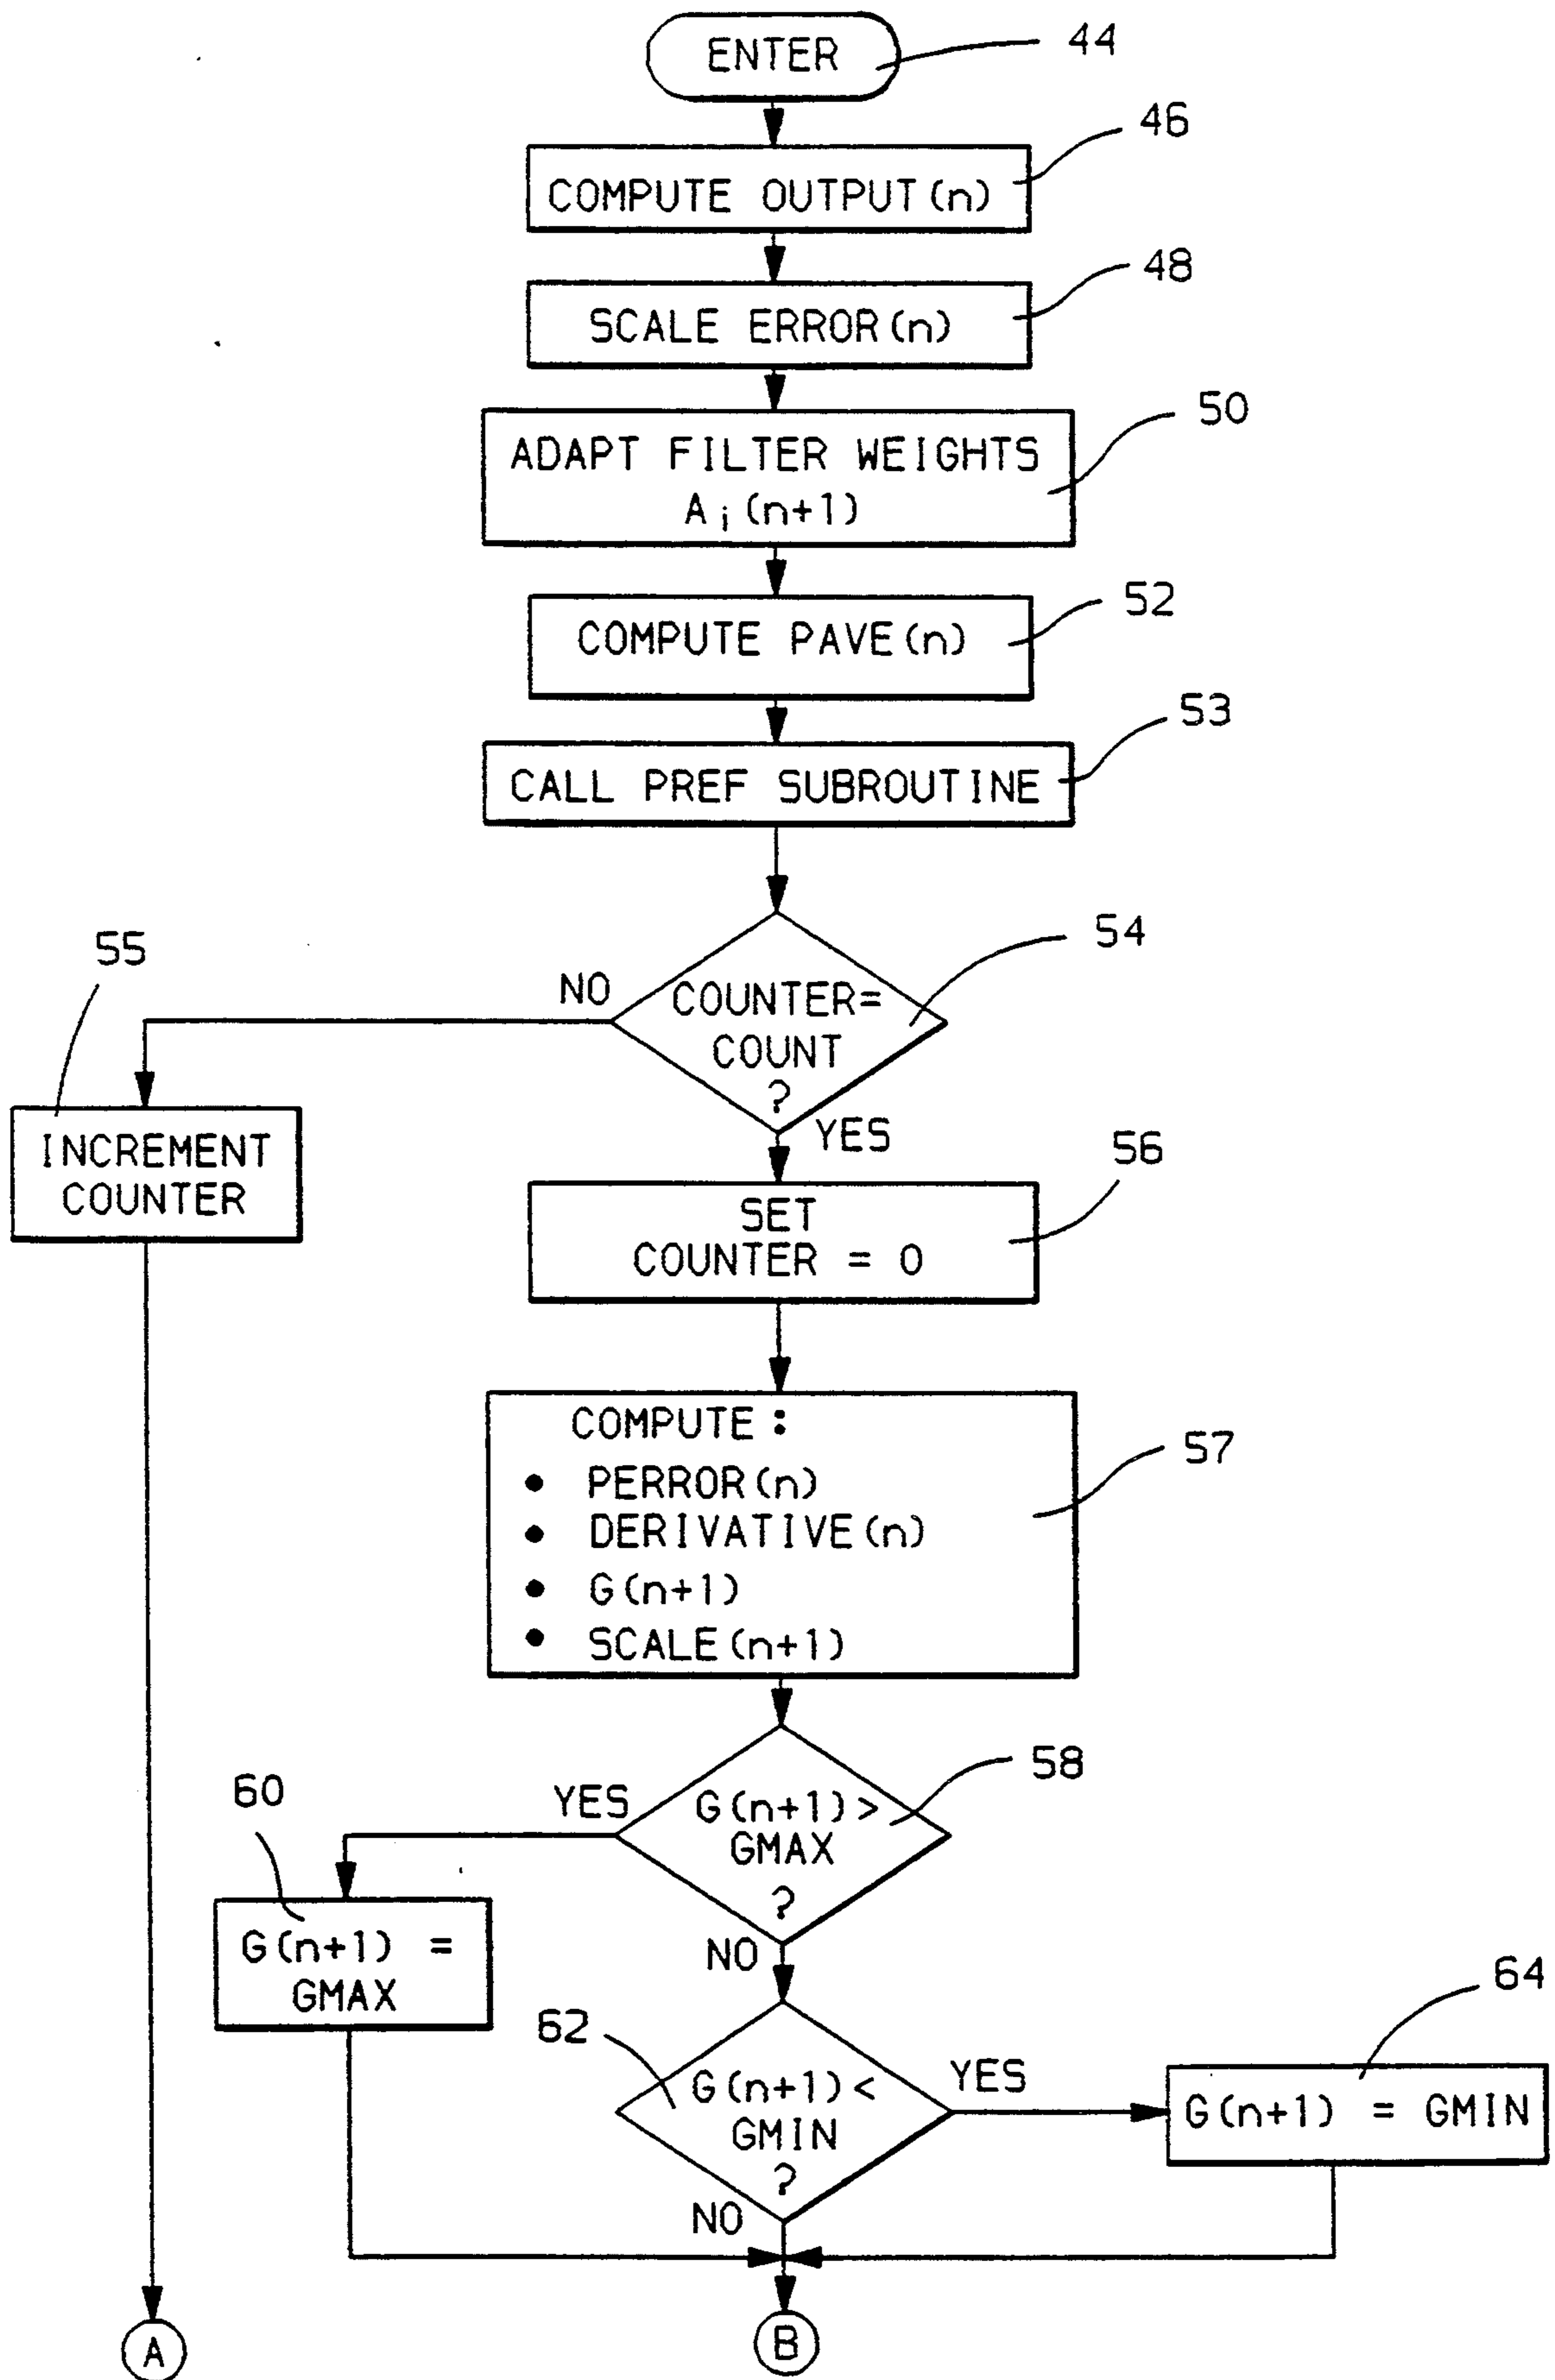 ENTER
44
46
COMPUTE OUTPUT(n)
48
SCALE ERROR(n)
50
ADAPT FILTER WEIGHTS
Ai(n+1)
52
COMPUTE PAVE(n)
53
CALL PREF SUBROUTINE
54
55
NO
COUNTER=
COUNT
?
YES
INCREMENT
COUNTER
56
SET
COUNTER = 0
57
COMPUTE:
• PERROR(n)
• DERIVATIVE(n)
• G(n+1)
• SCALE(n+1)
58
60
YES
G(n+1)>
GMAX
?
NO
G(n+1) =
GMAX
64
62
G(n+1)<
GMIN
?
YES
G(n+1) = GMIN
NO
A
B